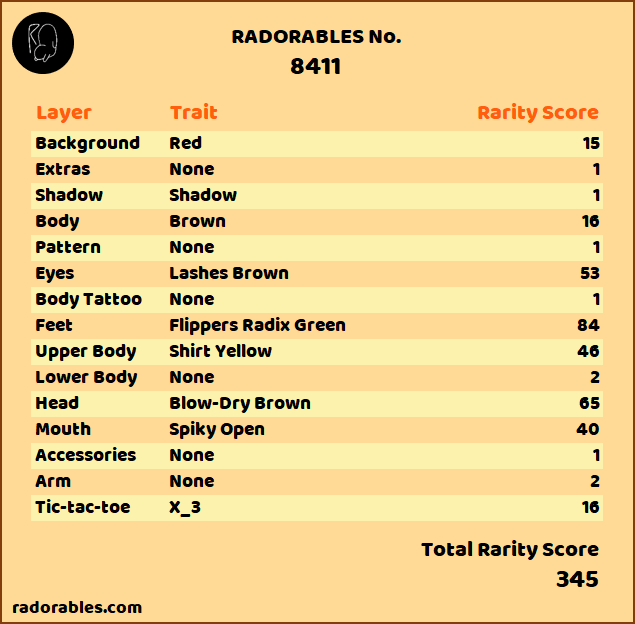 RADORABLES No.
8411
Layer Trait Rarity Score
Background Red 15
Extras None 1
Shadow Shadow 1
Body Brown 16
Pattern None 1
Eyes Lashes Brown 53
Body Tattoo None 1
Feet Flippers Radix Green 84
Upper Body Shirt Yellow 46
Lower Body None 2
Head Blow-Dry Brown 65
Mouth Spiky Open 40
Accessories None 1
Arm None 2
Tic-tac-toe X_3 16
Total Rarity Score
345
radorables.com